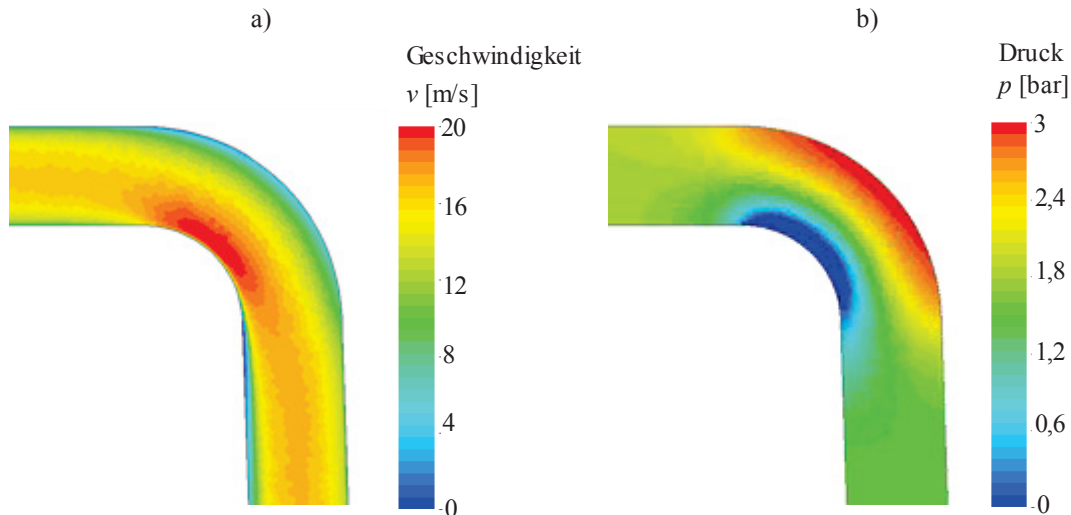 a)
Geschwindigkeit
v [m/s]
20
16
12
8
4
0
b)
Druck
p [bar]
3
2,4
1,8
1,2
0,6
0